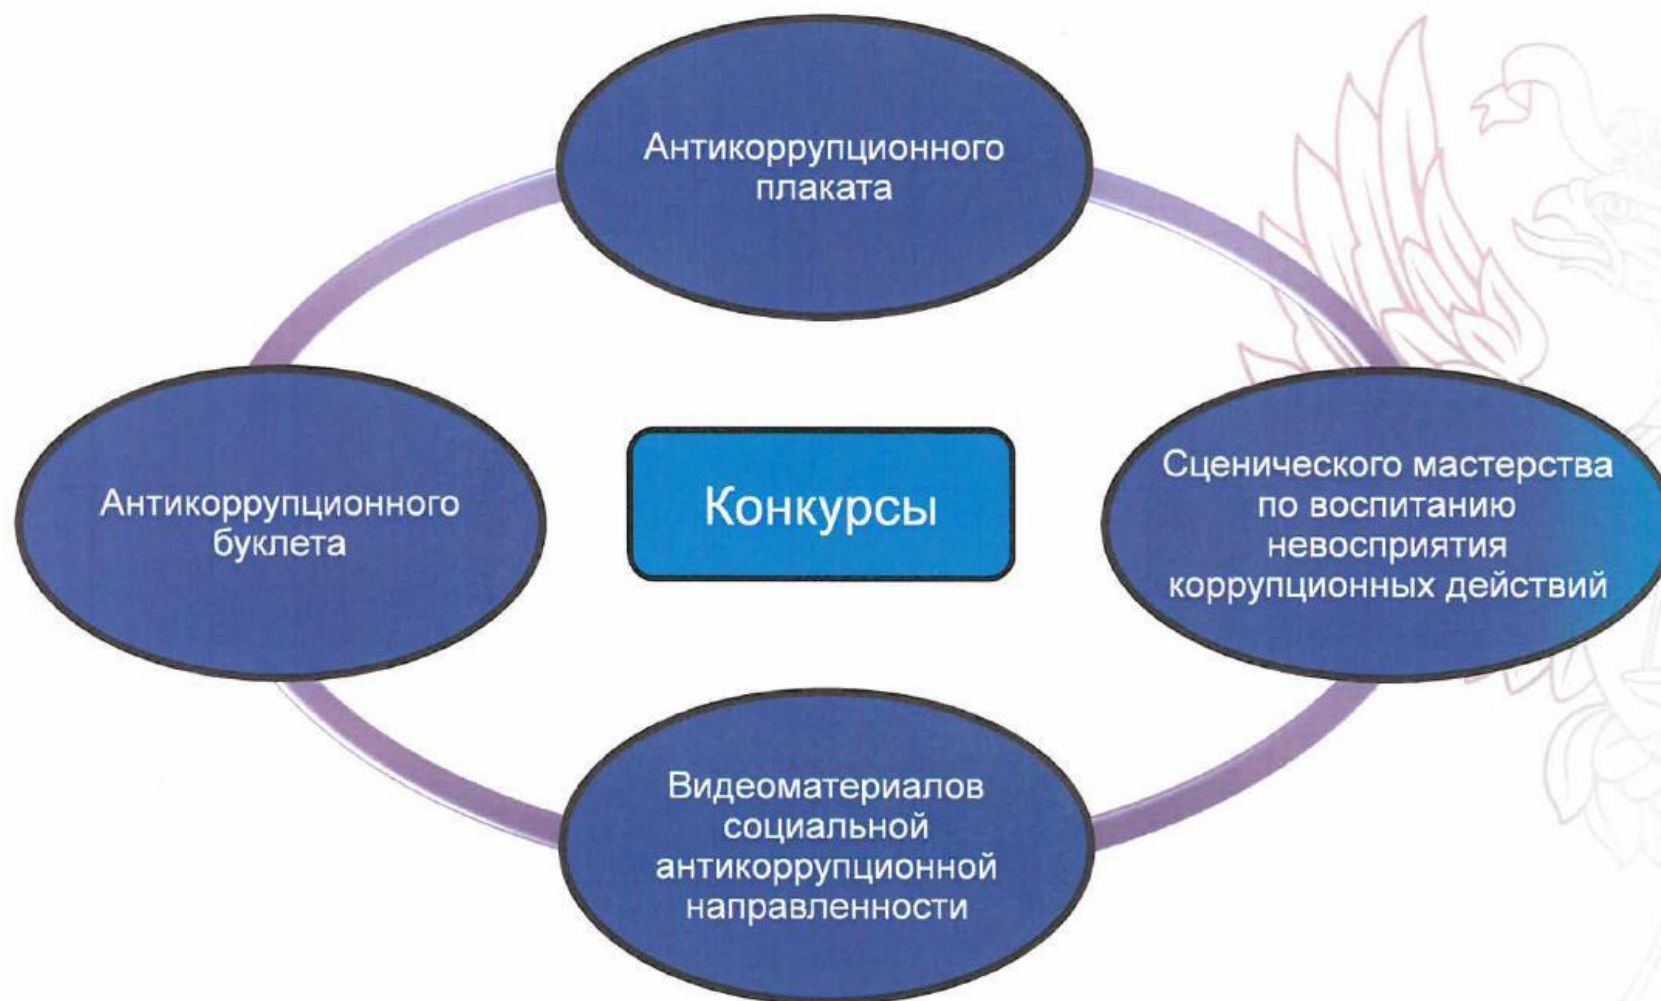 Антикоррупционного
плаката
Антикоррупционного
буклета
Конкурсы
Сценического мастерства
по воспитанию
невосприятия
коррупционных действий
Видеоматериалов
социальной
антикоррупционной
направленности